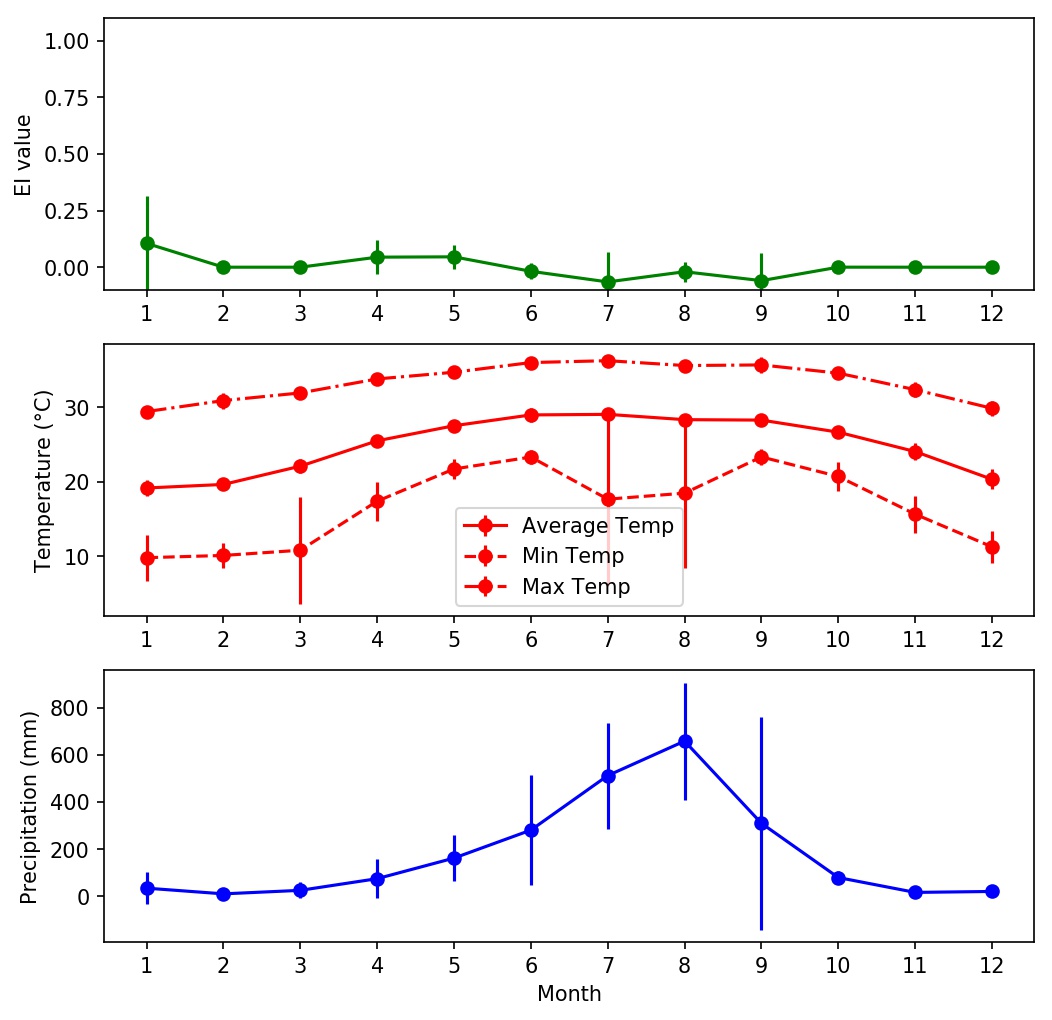 EI value
1.00
0.75
0.50
0.25
0.00
1 2 3 4 5 6 7 8 9 10 11 12
Temperature (°C)
30
20
10
Average Temp
Min Temp
Max Temp
1 2 3 4 5 6 7 8 9 10 11 12
Precipitation (mm)
800
600
400
200
0
1 2 3 4 5 6 7 8 9 10 11 12
Month